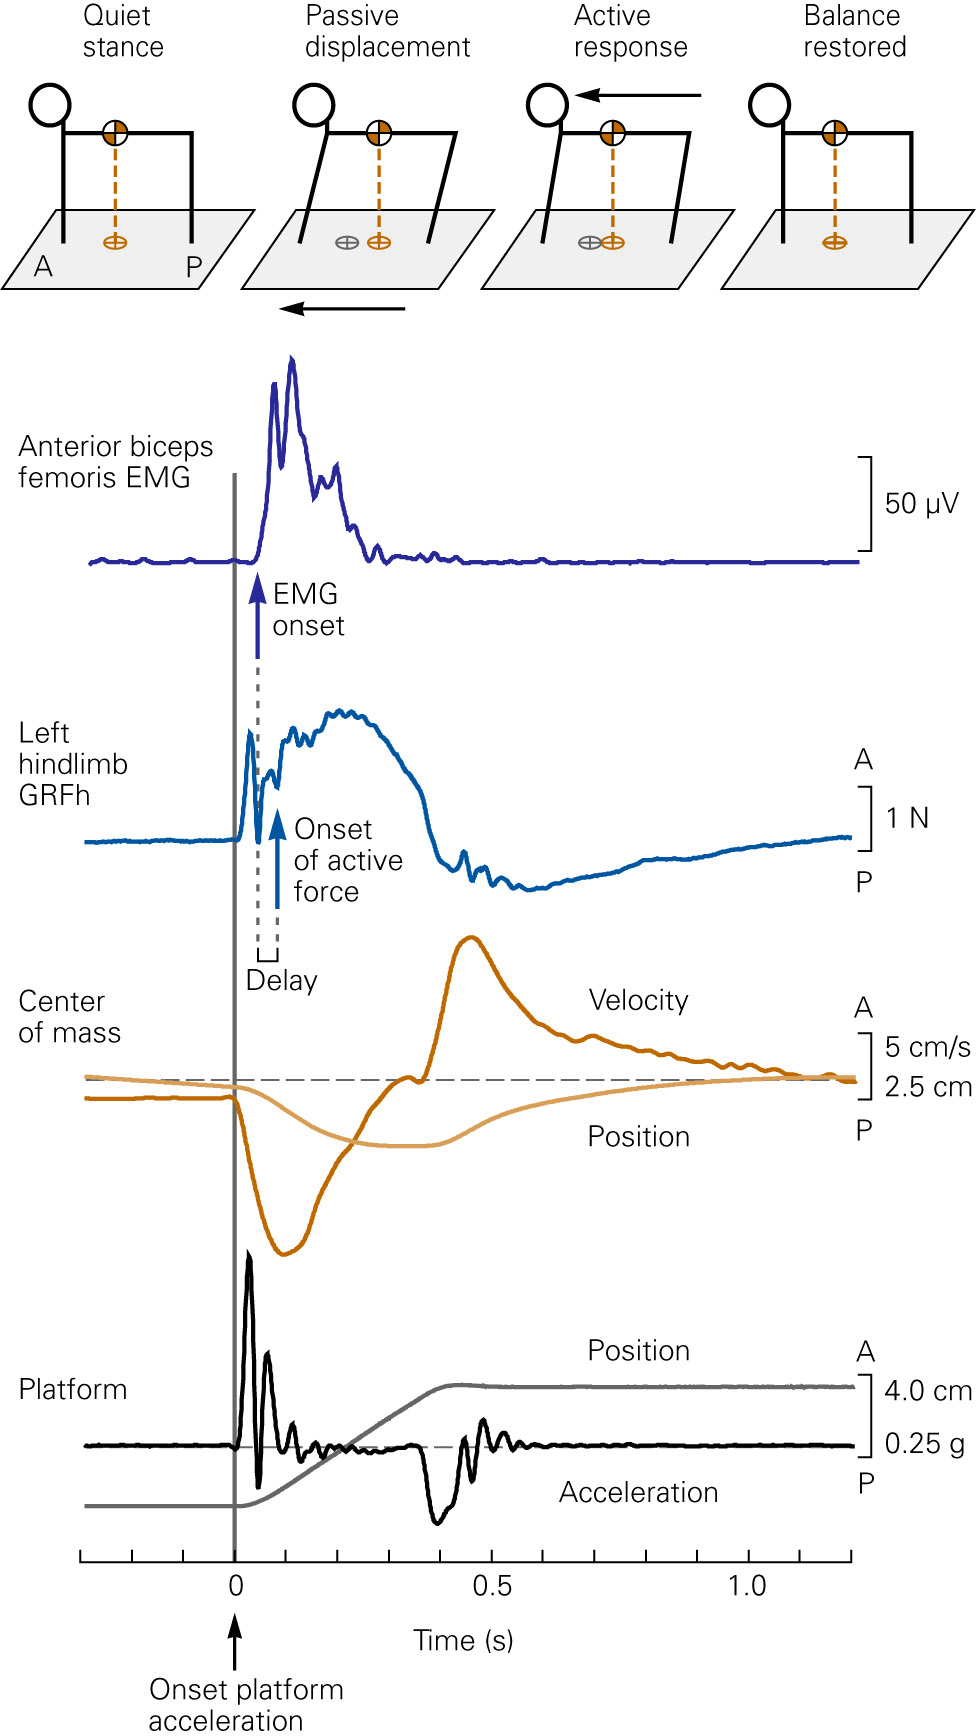 Quiet
stance
Passive
displacement
Active
response
Balance
restored
A
P
Anterior biceps
femoris EMG
50 µV
EMG
onset
Left
hindlimb
GRFh
A
1 N
P
Onset
of active
force
Delay
Center
of mass
Velocity
A
5 cm/s
2.5 cm
P
Position
Platform
Position
A
4.0 cm
0.25 g
P
Acceleration
0
0.5
1.0
Time (s)
Onset platform
acceleration